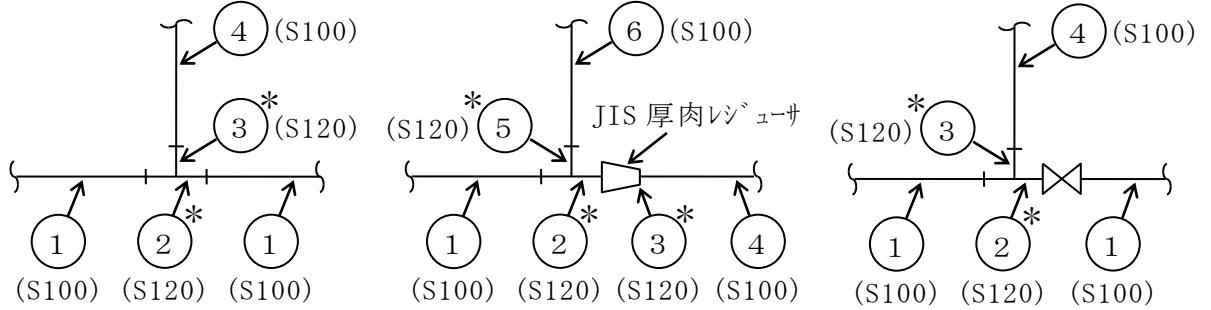 ④ (S100)
③* (S120)
① ②* ①
(S100) (S120) (S100)
⑥ (S100)
(S120) *⑤ JIS 厚肉ﾚｼﾞｭｰｻ
① ②* ③* ④
(S100) (S120) (S120) (S100)
④ (S100)
(S120)* ③
① ②* ①
(S100) (S120) (S100)